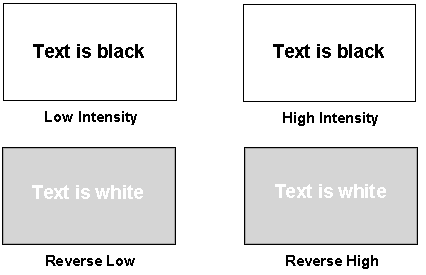 Text is black
Text is black
Low Intensity
High Intensity
Text is white
Text is white
Reverse Low
Reverse High